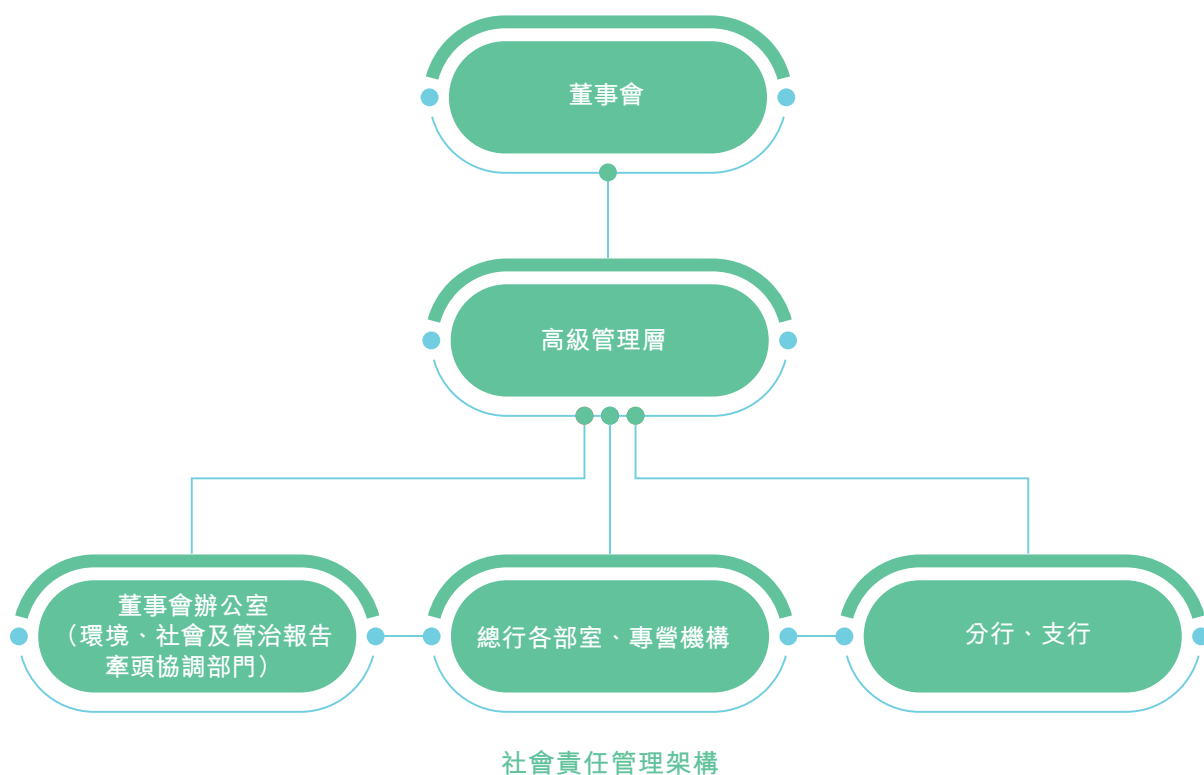 董事會
高級管理層
董事會辦公室
（環境、社會及管治報告
牽頭協調部門）
總行各部室、專營機構
分行、支行
社會責任管理架構